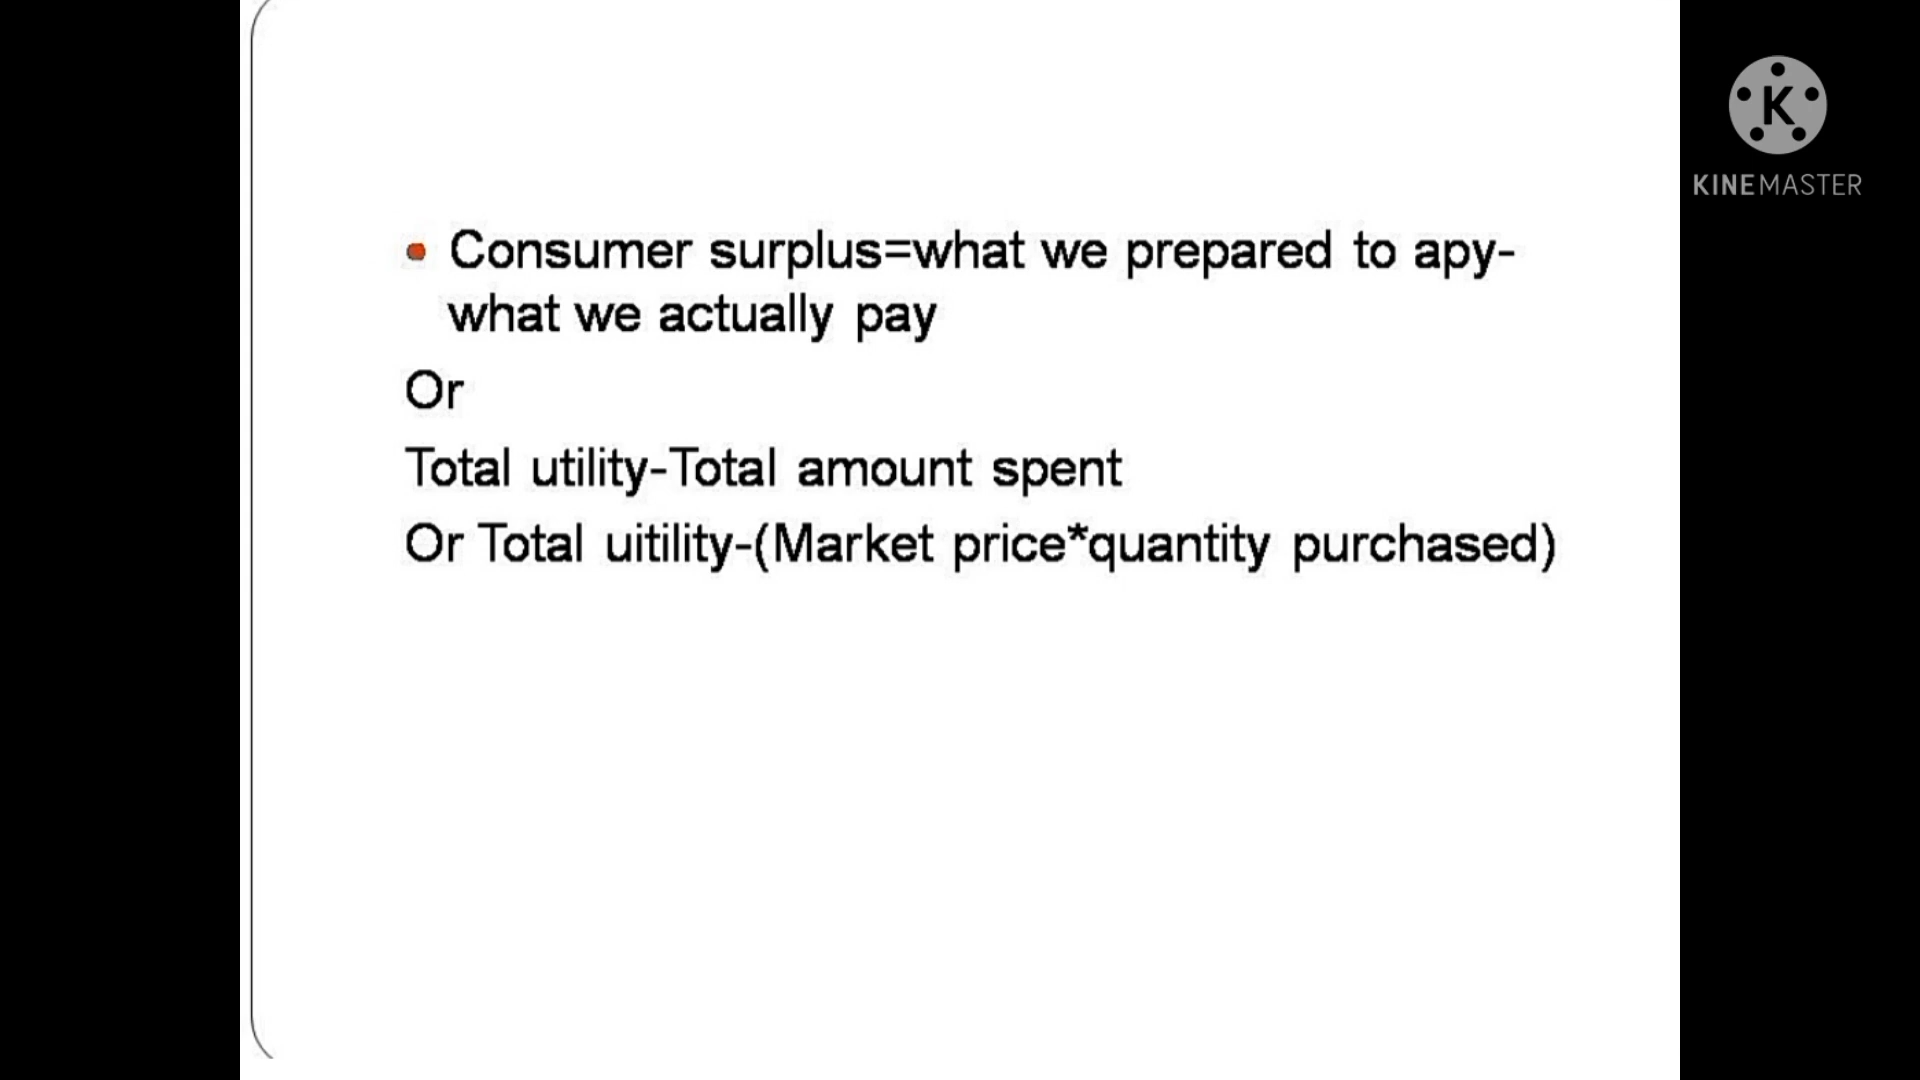 Consumer surplus=what we prepared to apy-
what we actually pay
Or
Total utility-Total amount spent
Or Total uitility-(Market price*quantity purchased)
K
KINEMASTER